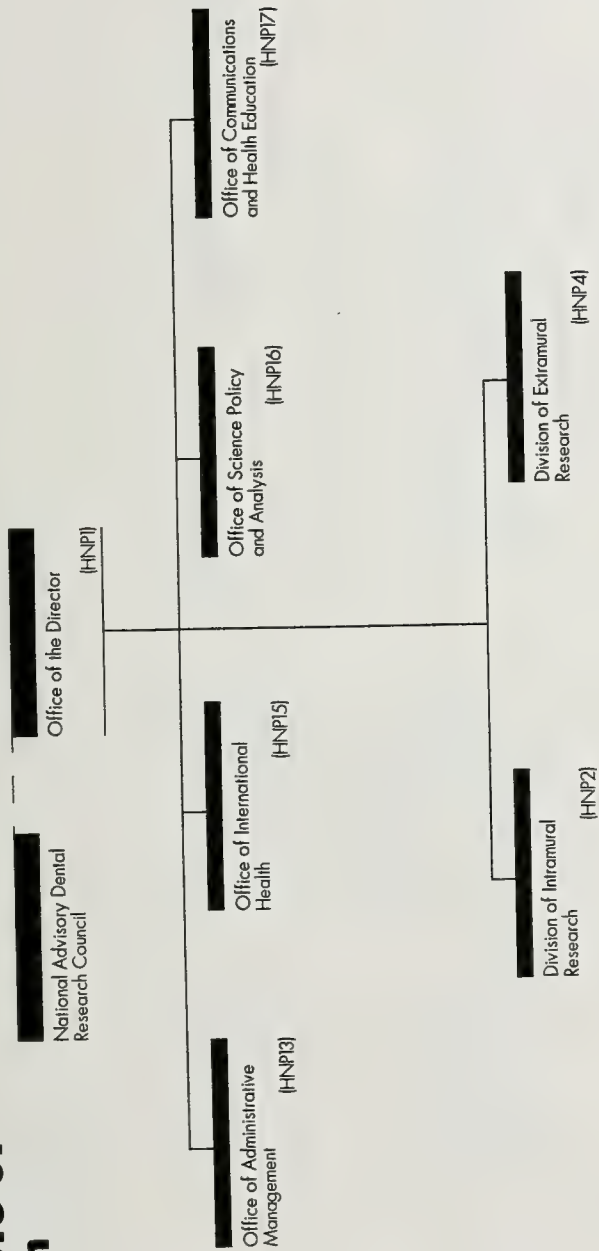 National Advisory Dental
Research Council
Office of the Director
(HNP1)
Office of Administrative
Management
(HNP13)
Office of International
Health
(HNP15)
Office of Science Policy
and Analysis
(HNP16)
Office of Communications
and Health Education
(HNP17)
Division of Intramural
Research
(HNP2)
Division of Extramural
Research
(HNP4)